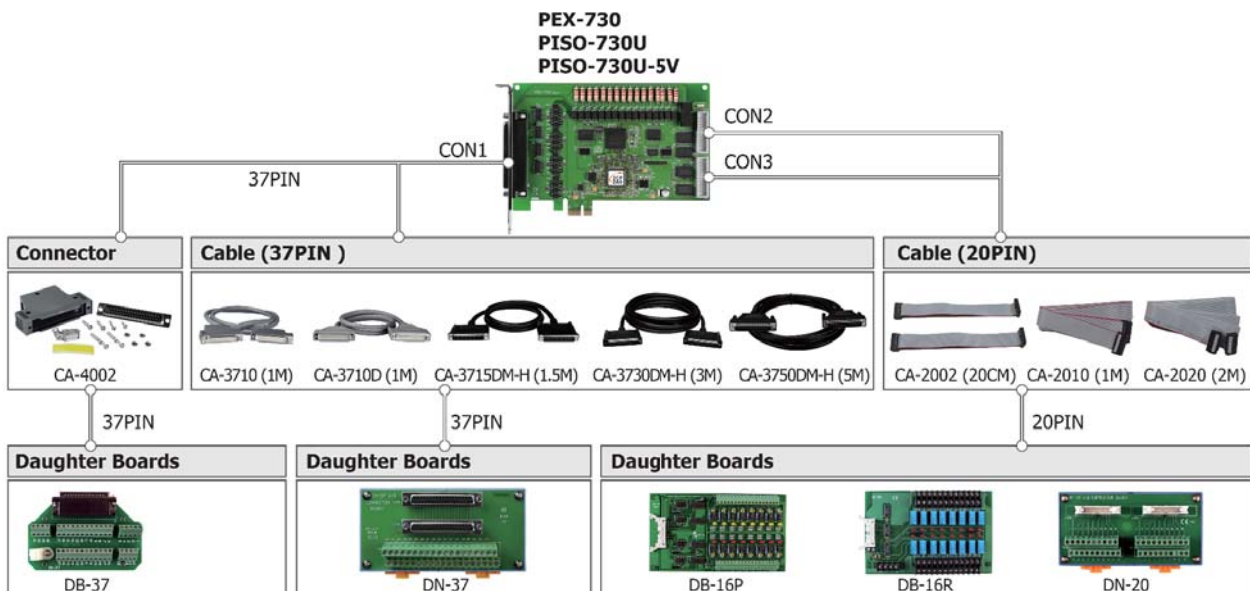 PEX-730
PISO-730U
PISO-730U-5V
CON1
CON2
CON3
37PIN
Connector
Cable (37PIN )
Cable (20PIN)
CA-4002
CA-3710 (1M)
CA-3710D (1M)
CA-3715DM-H (1.5M)
CA-3730DM-H (3M)
CA-3750DM-H (5M)
CA-2002 (20CM)
CA-2010 (1M)
CA-2020 (2M)
37PIN
37PIN
20PIN
Daughter Boards
Daughter Boards
Daughter Boards
DB-37
DN-37
DB-16P
DB-16R
DN-20